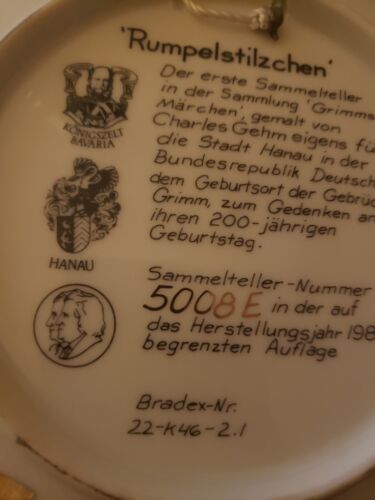 'Rumpelstilzchen'
Der erste Sammelteller
in der Sammlung 'Grimms
Märchen', gemalt von
Charles Gehm eigens fü
die Stadt Hanau in der
Bundesrepublik Deutsch
dem Geburtsort der Gebrü
Grimm, zum Gedenken an
ihren 200-jährigen
Geburtstag.
KÖNIGSZELT
BAVARIA
HANAU
Sammelteller-Nummer
5008E in der auf
das Herstellungsjahr 198
begrenzten Auflage
Bradex-Nr.
22-K46-2.1